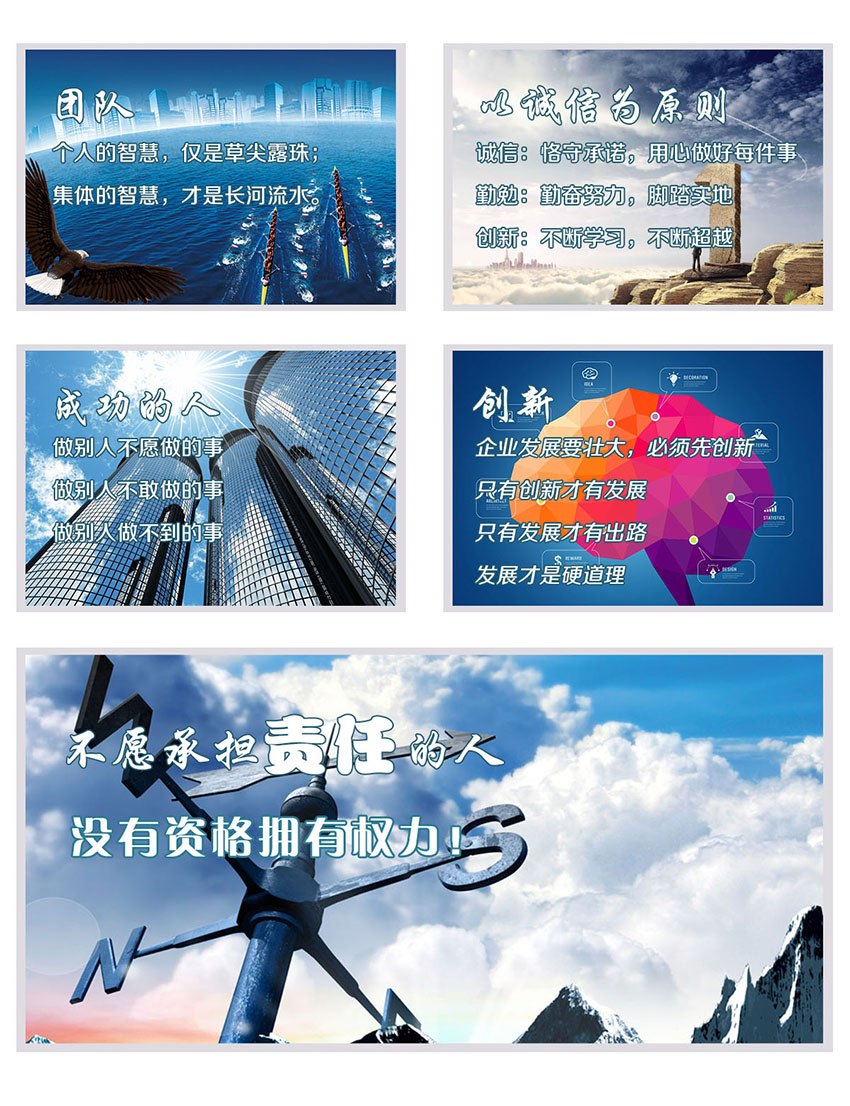 团队
个人的智慧，仅是草尖露珠；
集体的智慧，才是长河流水。
以诚信为原则
诚信：恪守承诺，用心做好每件事
勤勉：勤奋努力，脚踏实地
创新：不断学习，不断超越
1
成功的人
做别人不愿做的事
做别人不敢做的事
做别人做不到的事
创新
企业发展要壮大，必须先创新
只有创新才有发展
只有发展才有出路
发展才是硬道理
IDEA
DECORATION
STATISTICS
$ REWARD
DESIGN
不愿承担责任的人
没有资格拥有权力！
S
N